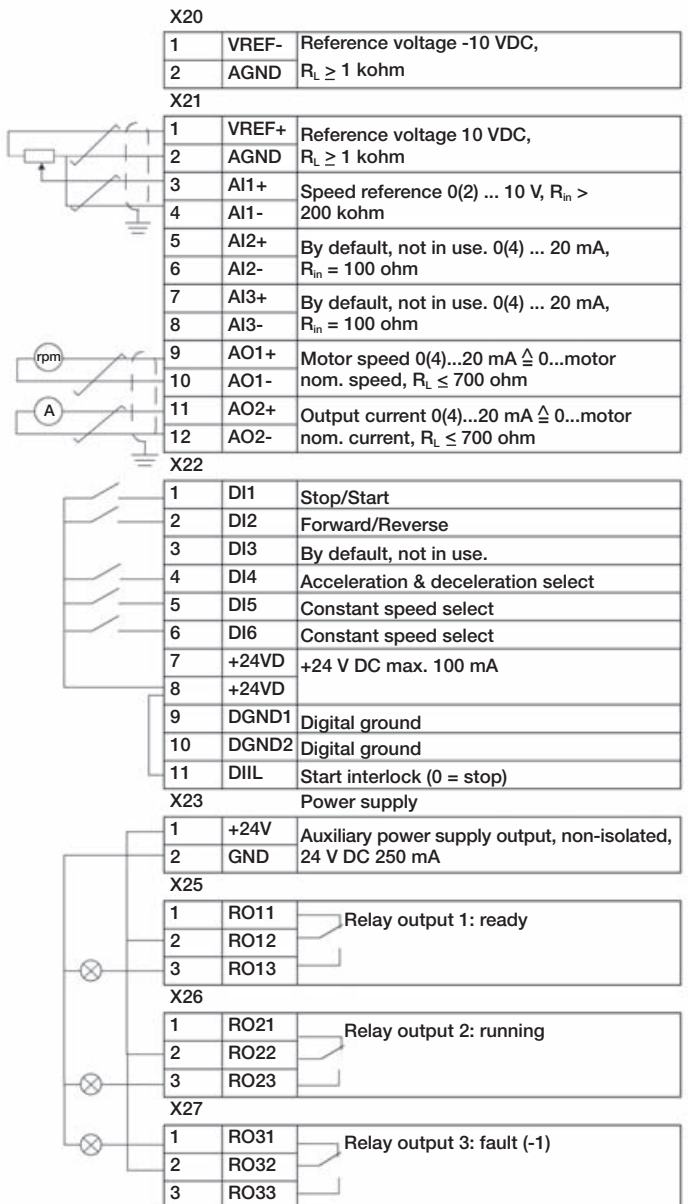 X20
1 VREF- Reference voltage -10 VDC,
2 AGND R_L ≥ 1 kohm
X21
1 VREF+ Reference voltage 10 VDC,
2 AGND R_L ≥ 1 kohm
3 AI1+ Speed reference 0(2) ... 10 V, R_in >
4 AI1- 200 kohm
5 AI2+ By default, not in use. 0(4) ... 20 mA,
6 AI2- R_in = 100 ohm
7 AI3+ By default, not in use. 0(4) ... 20 mA,
8 AI3- R_in = 100 ohm
rpm 9 AO1+ Motor speed 0(4)...20 mA ≙ 0...motor
10 AO1- nom. speed, R_L ≤ 700 ohm
A 11 AO2+ Output current 0(4)...20 mA ≙ 0...motor
12 AO2- nom. current, R_L ≤ 700 ohm
X22
1 DI1 Stop/Start
2 DI2 Forward/Reverse
3 DI3 By default, not in use.
4 DI4 Acceleration & deceleration select
5 DI5 Constant speed select
6 DI6 Constant speed select
7 +24VD +24 V DC max. 100 mA
8 +24VD
9 DGND1 Digital ground
10 DGND2 Digital ground
11 DIIL Start interlock (0 = stop)
X23 Power supply
1 +24V Auxiliary power supply output, non-isolated,
2 GND 24 V DC 250 mA
X25
1 RO11 Relay output 1: ready
2 RO12
3 RO13
X26
1 RO21 Relay output 2: running
2 RO22
3 RO23
X27
1 RO31 Relay output 3: fault (-1)
2 RO32
3 RO33